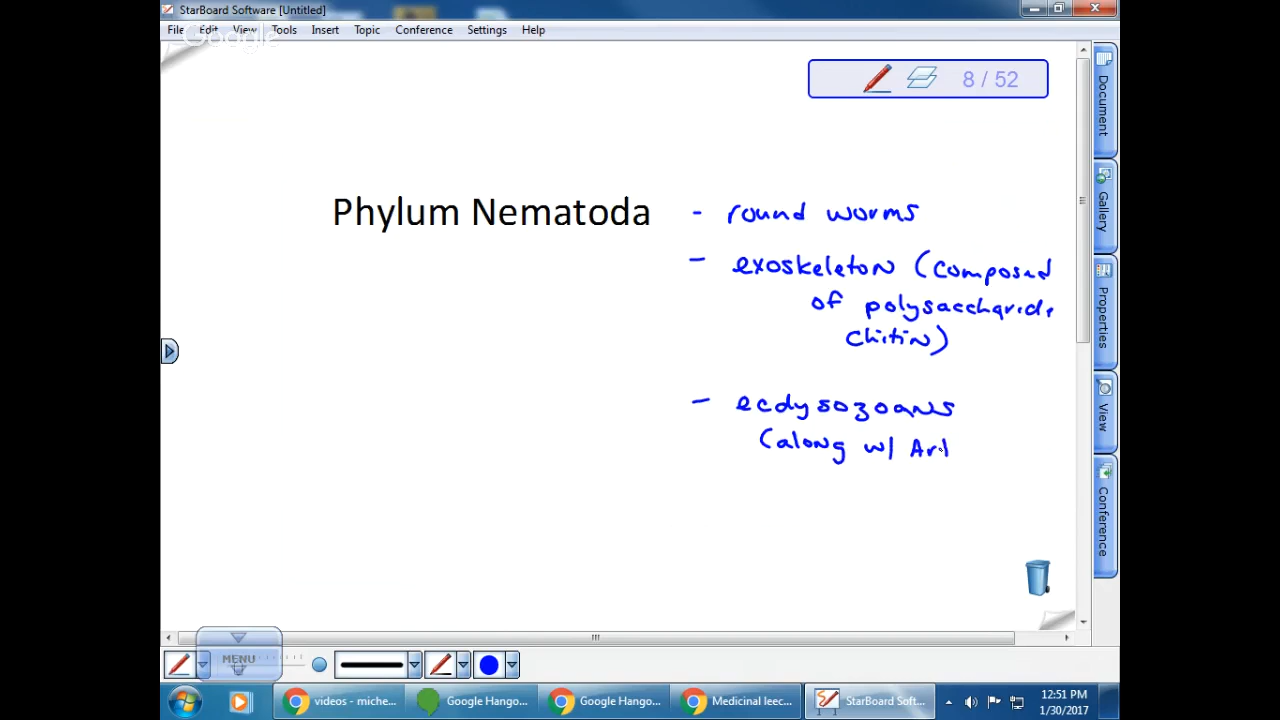 StarBoard Software [Untitled]
File Edit View Tools Insert Topic Conference Settings Help
Google
8 / 52
Phylum Nematoda - round worms
- exoskeleton (composed
of polysaccharide
chitin)
- ecdysozoans
(along w/ Art
Document
Gallery
Properties
View
Conference
MENU
videos - miche...
Google Hango...
Google Hango...
Medicinal leec...
StarBoard Soft...
12:51 PM
1/30/2017